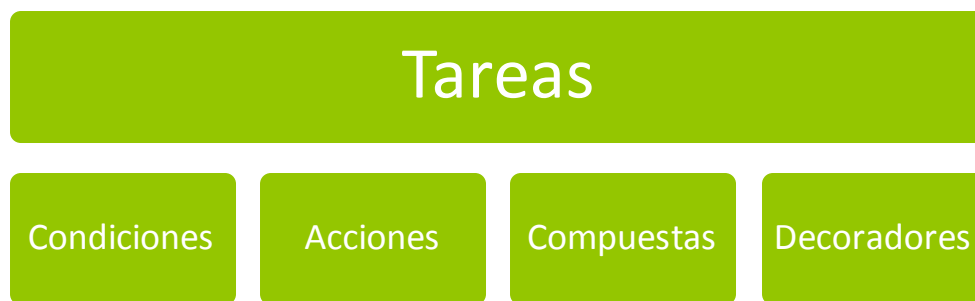 Tareas
Condiciones
Acciones
Compuestas
Decoradores